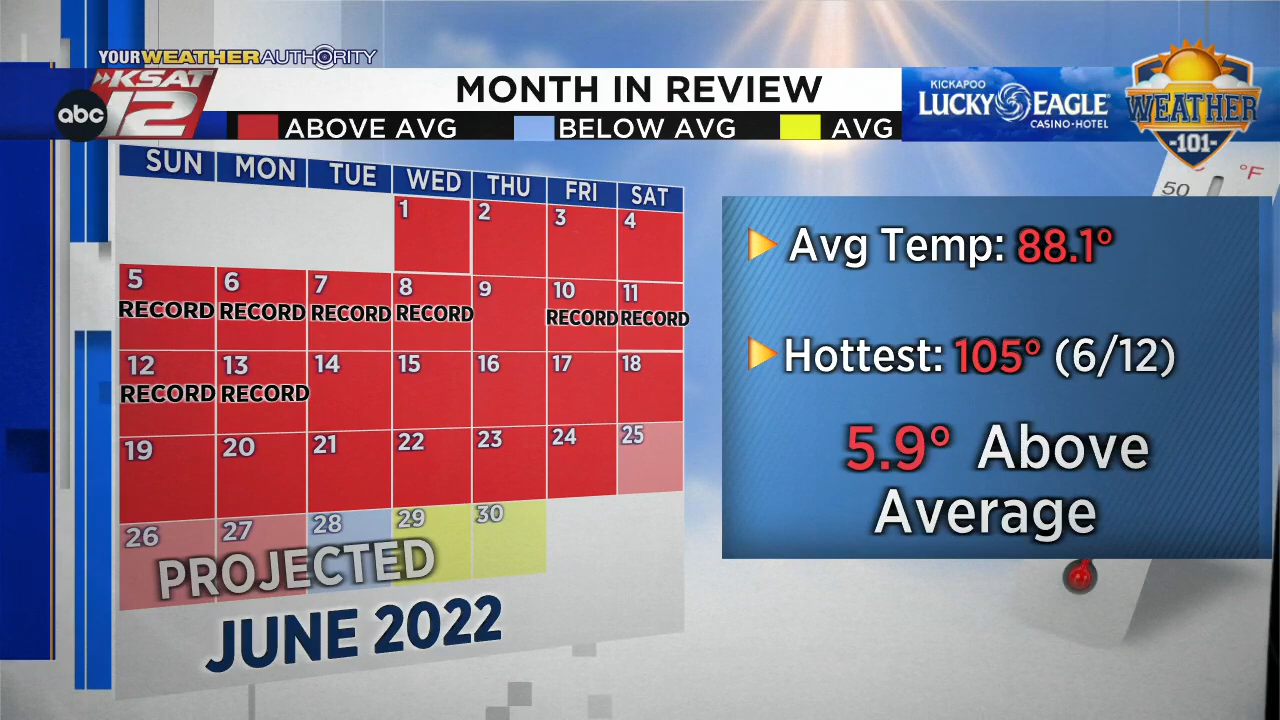 YOURWEATHERAUTHORITY
KSAT
abc 12
MONTH IN REVIEW
ABOVE AVG BELOW AVG AVG
KICKAPOO
LUCKY EAGLE
CASINO·HOTEL
WEATHER
-101-
°F
50
SUN MON TUE WED THU FRI SAT
1 2 3 4
5 6 7 8 9 10 11
RECORD RECORD RECORD RECORD RECORD RECORD
12 13 14 15 16 17 18
RECORD RECORD
19 20 21 22 23 24 25
26 27 28 29 30
PROJECTED
JUNE 2022
Avg Temp: 88.1°
Hottest: 105° (6/12)
5.9° Above
Average